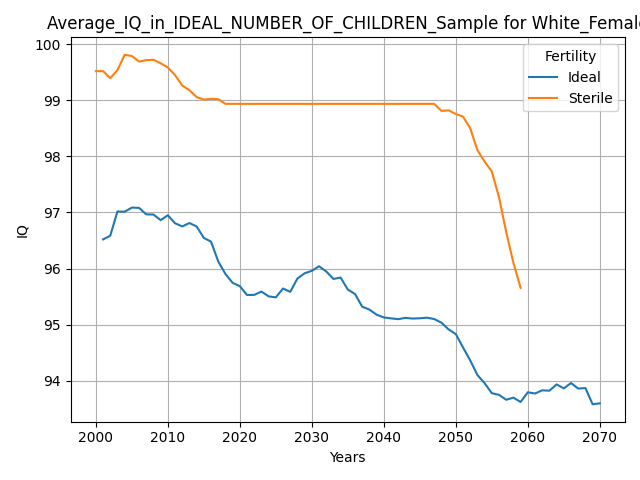 Average_IQ_in_IDEAL_NUMBER_OF_CHILDREN_Sample for White_Female
Fertility
Ideal
Sterile
IQ
100
99
98
97
96
95
94
2000 2010 2020 2030 2040 2050 2060 2070
Years